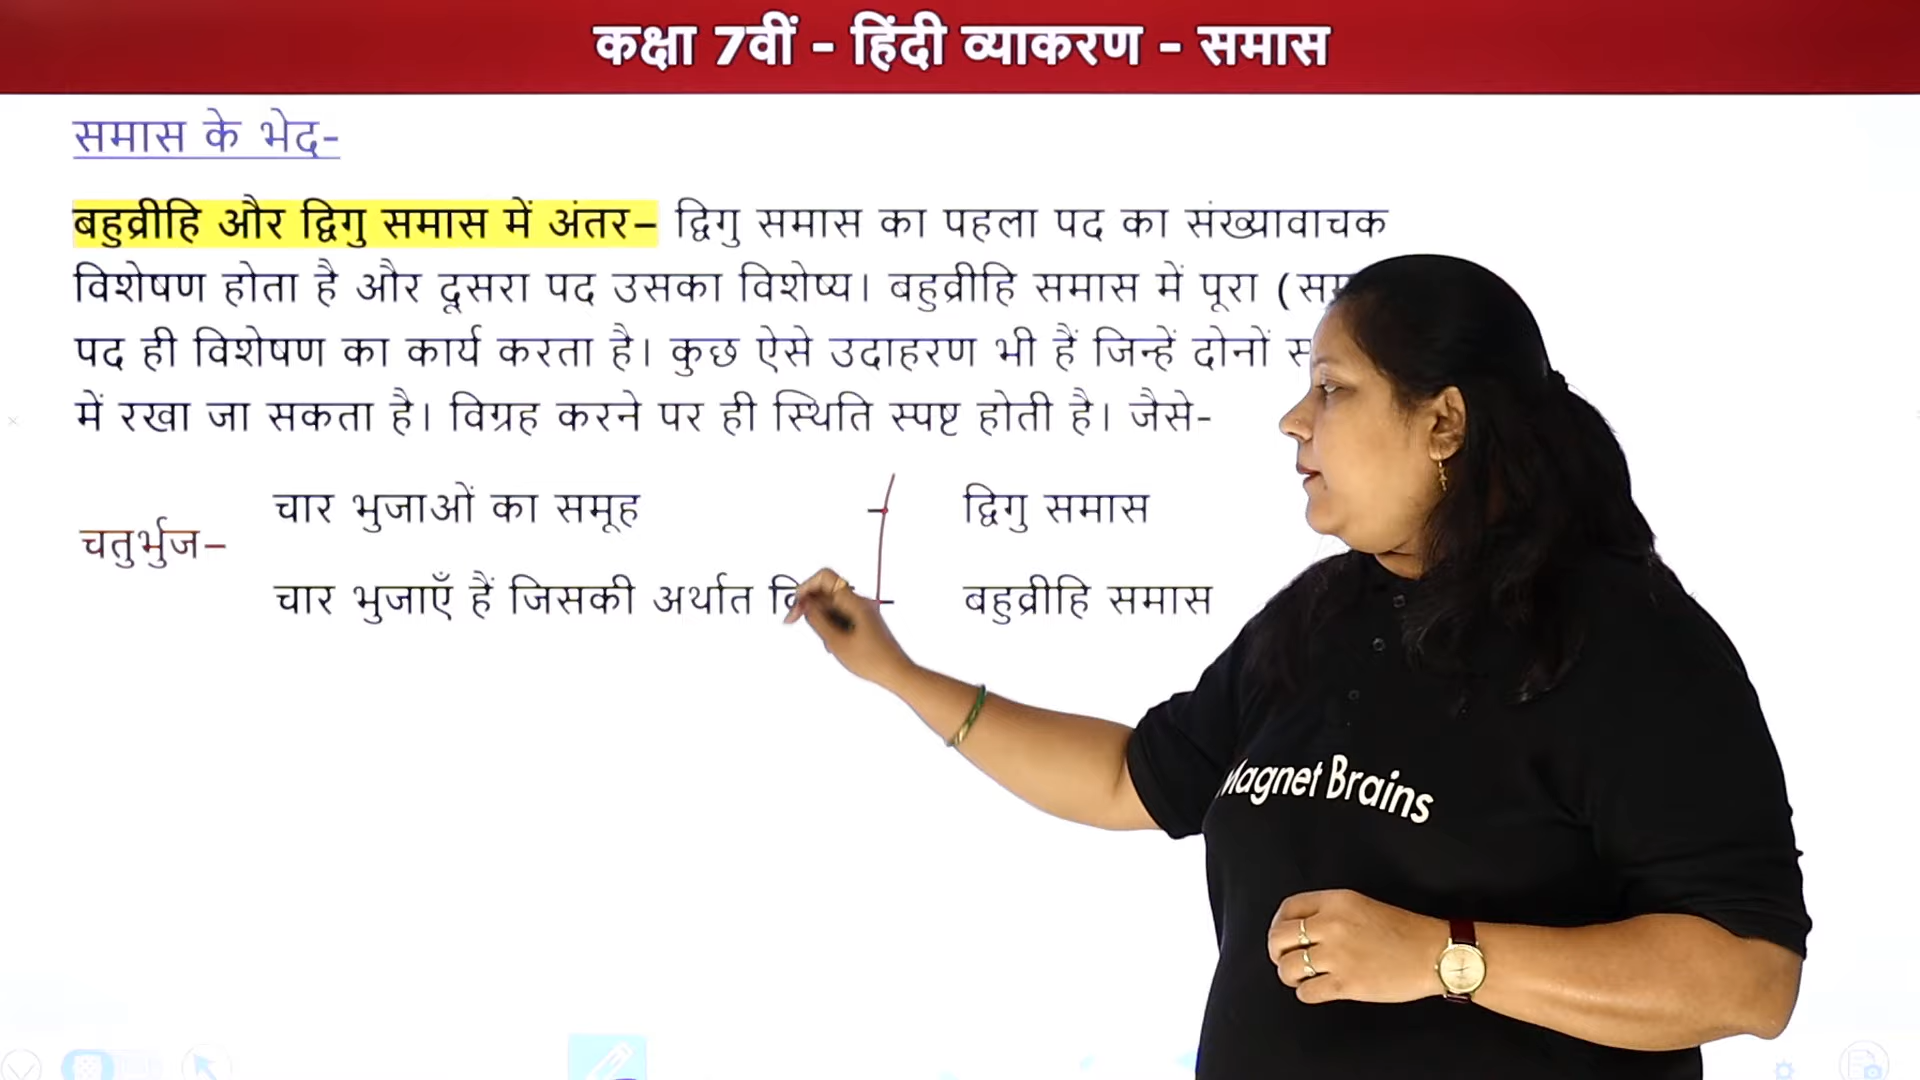 कक्षा 7वीं - हिंदी व्याकरण - समास
समास के भेद-
बहुव्रीहि और द्विगु समास में अंतर– द्विगु समास का पहला पद का संख्यावाचक
विशेषण होता है और दूसरा पद उसका विशेष्य। बहुव्रीहि समास में पूरा
पद ही विशेषण का कार्य करता है। कुछ ऐसे उदाहरण भी हैं जिन्हें दोनों
में रखा जा सकता है। विग्रह करने पर ही स्थिति स्पष्ट होती है। जैसे-
चतुर्भुज–
चार भुजाओं का समूह – द्विगु समास
चार भुजाएँ हैं जिसकी अर्थात – बहुव्रीहि समास
Magnet Brains